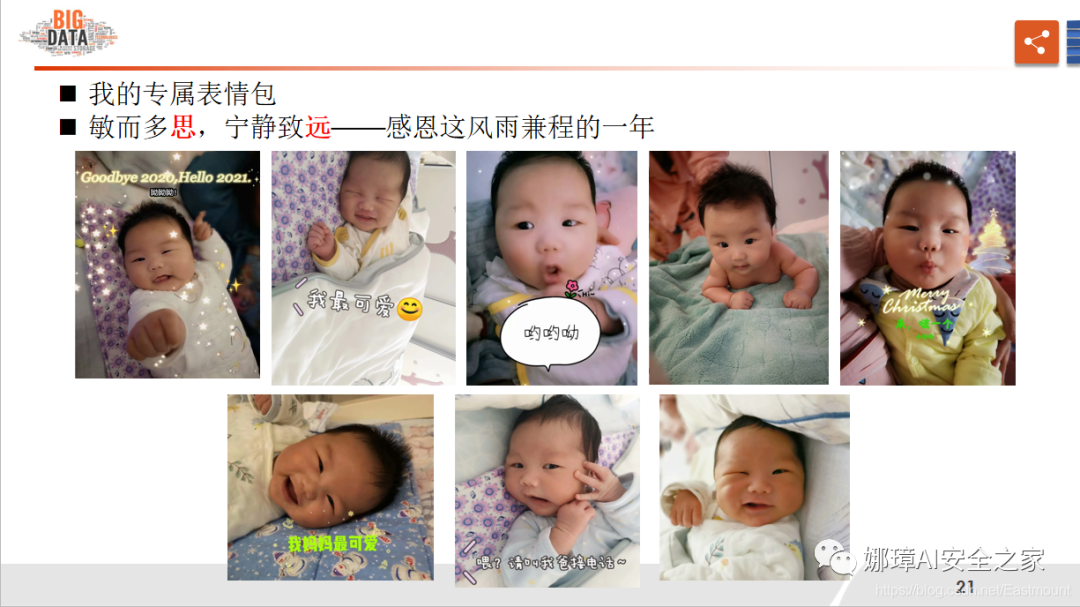 BIG
DATA
我的专属表情包
敏而多思，宁静致远——感恩这风雨兼程的一年
Goodbye 2020,Hello 2021.
我最可爱😊
Hi~
哟哟呦
Merry
Christmas
我妈妈最可爱
喂？请叫我爸接电话~
娜璋AI安全之家
21
https://blog.csdn.net/Eastmount